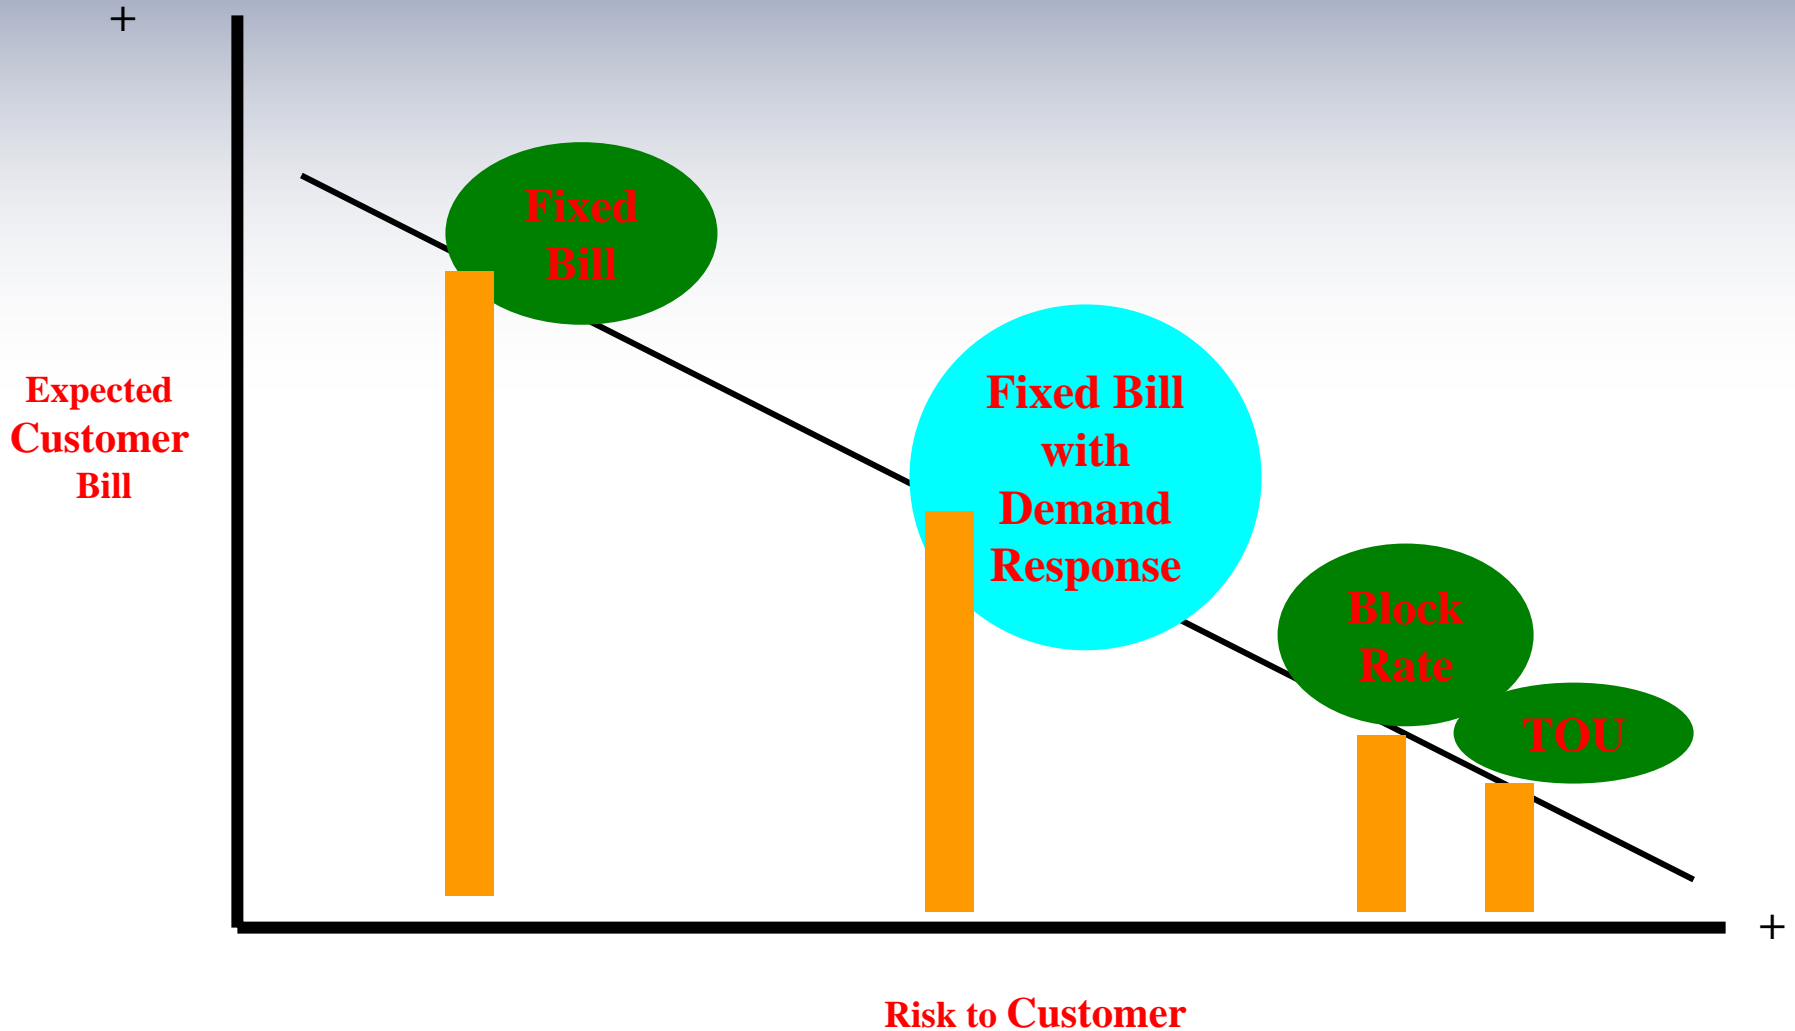 +
Fixed
Bill
Expected
Customer
Bill
Fixed Bill
with
Demand
Response
Block
Rate
TOU
+
Risk to Customer